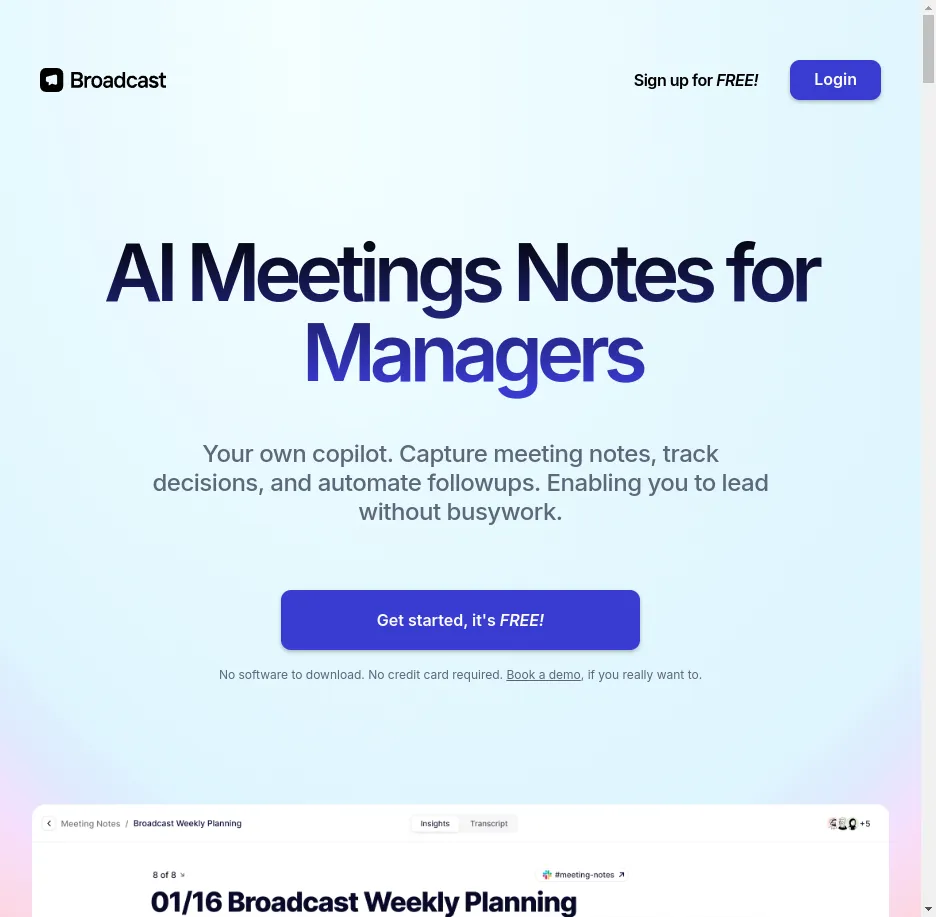 Broadcast
Sign up for FREE!
Login
AI Meetings Notes for
Managers
Your own copilot. Capture meeting notes, track
decisions, and automate followups. Enabling you to lead
without busywork.
Get started, it's FREE!
No software to download. No credit card required. Book a demo, if you really want to.
Meeting Notes / Broadcast Weekly Planning
Insights
Transcript
+5
8 of 8
#meeting-notes
01/16 Broadcast Weekly Planning